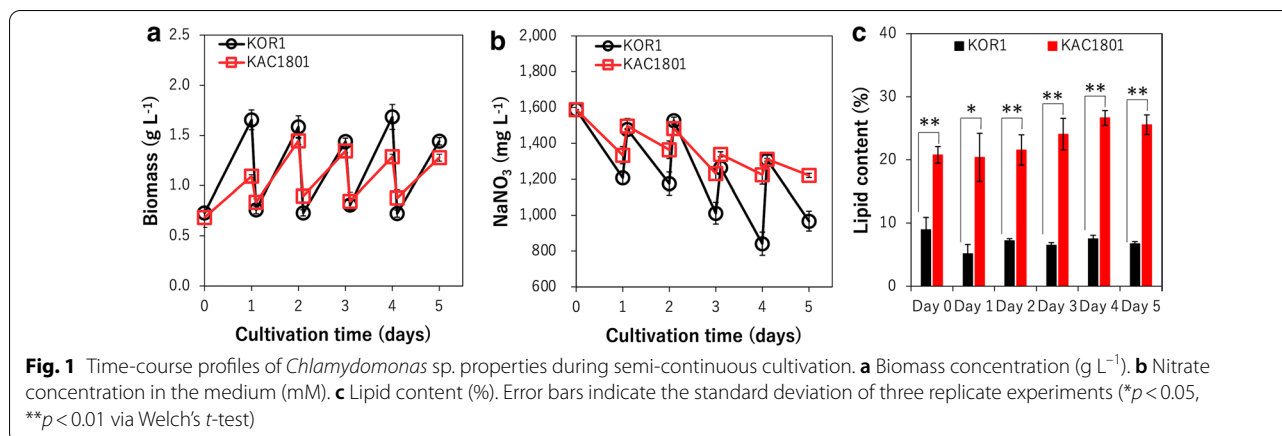 a
2.5
2.0
1.5
1.0
0.5
0.0
Biomass (g L-1)
KOR1
KAC1801
0 1 2 3 4 5
Cultivation time (days)
b
2,000
1,800
1,600
1,400
1,200
1,000
800
600
NaNO3 (mg L-1)
KOR1
KAC1801
0 1 2 3 4 5
Cultivation time (days)
c
KOR1 KAC1801
40
30
20
10
0
Lipid content (%)
** * ** ** ** **
Day 0 Day 1 Day 2 Day 3 Day 4 Day 5
Fig. 1 Time-course profiles of Chlamydomonas sp. properties during semi-continuous cultivation. a Biomass concentration (g L−1). b Nitrate
concentration in the medium (mM). c Lipid content (%). Error bars indicate the standard deviation of three replicate experiments (*p < 0.05,
**p < 0.01 via Welch's t-test)